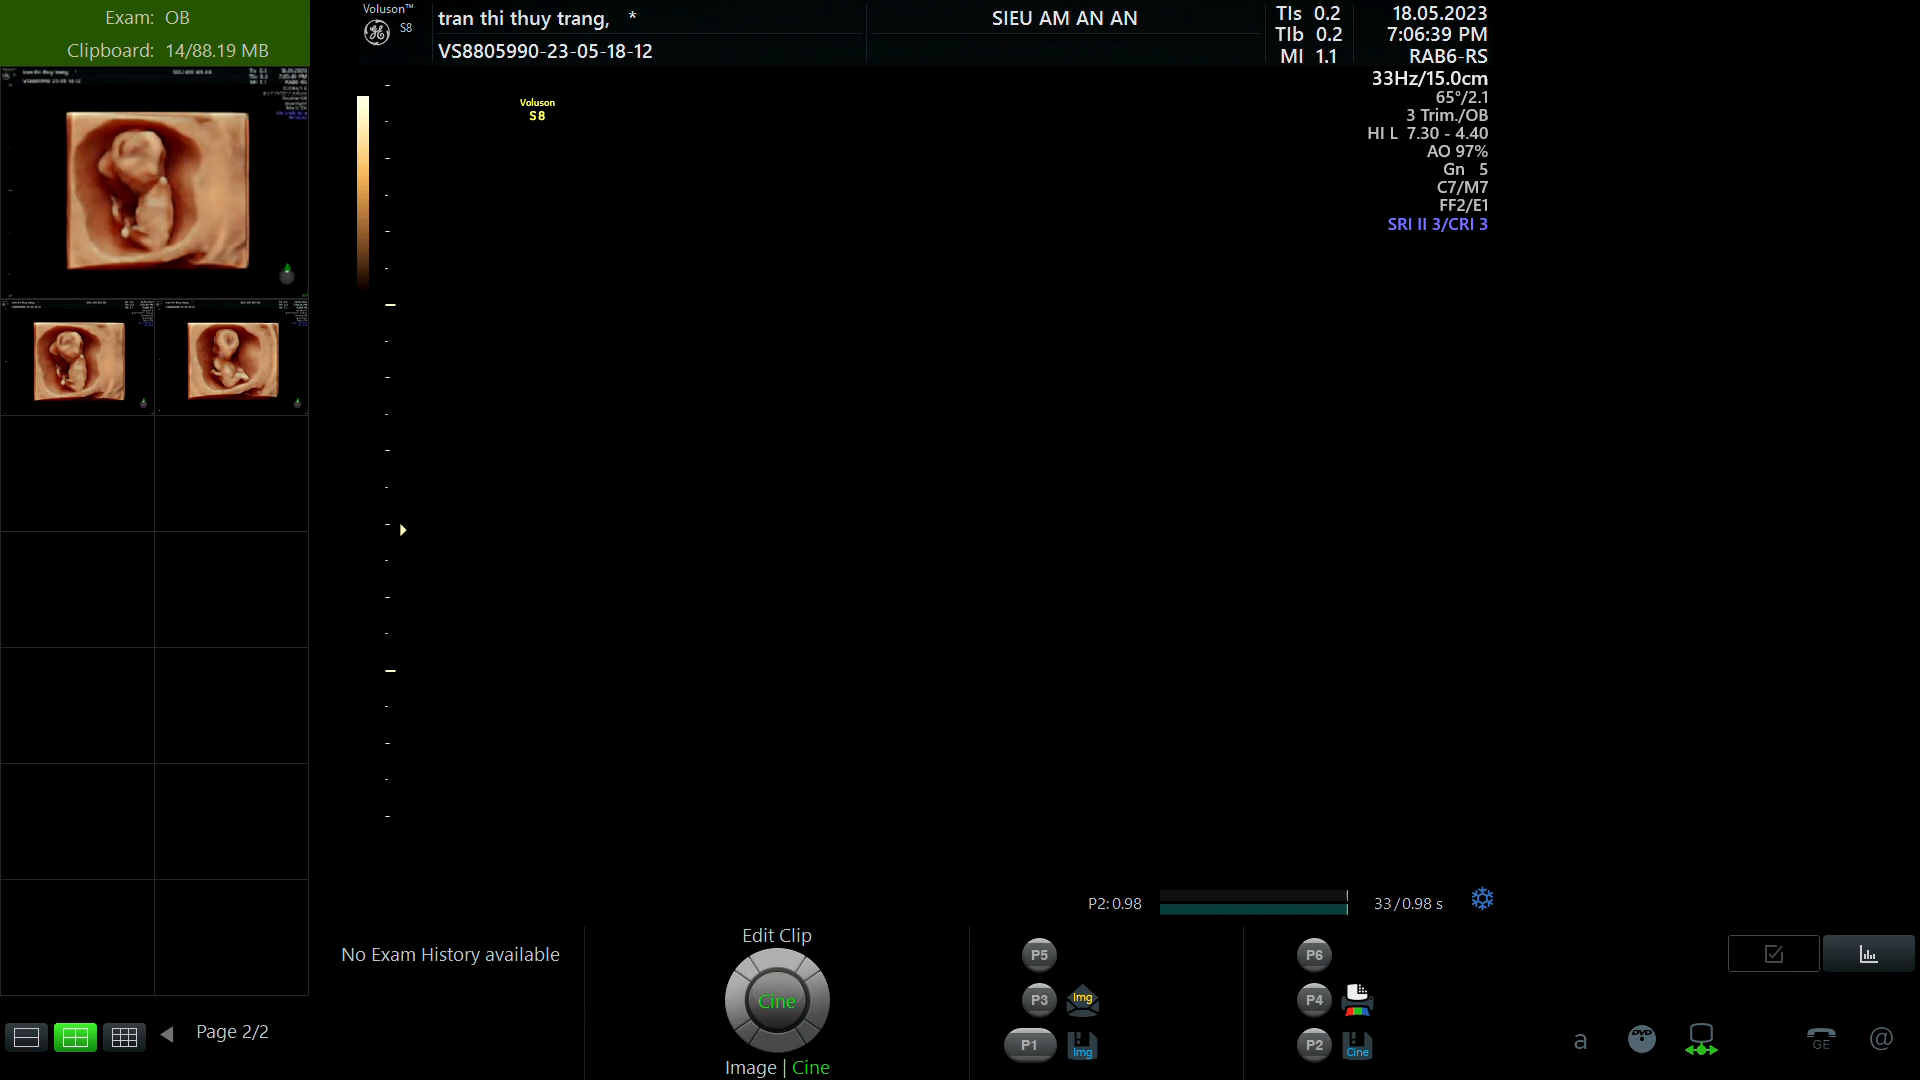 Exam: OB
Clipboard: 14/88.19 MB
Voluson™
S8
tran thi thuy trang, *
VS8805990-23-05-18-12
SIEU AM AN AN
TIs 0.2
TIb 0.2
MI 1.1
18.05.2023
7:06:39 PM
RAB6-RS
33Hz/15.0cm
65°/2.1
3 Trim./OB
HI L 7.30 - 4.40
AO 97%
Gn 5
C7/M7
FF2/E1
SRI II 3/CRI 3
Voluson
S8
P2: 0.98
33/0.98 s
No Exam History available
Edit Clip
Cine
Image | Cine
P5
P3 Img
P1 Img
P6
P4
P2 Cine
Page 2/2
a
DVD
GE
@